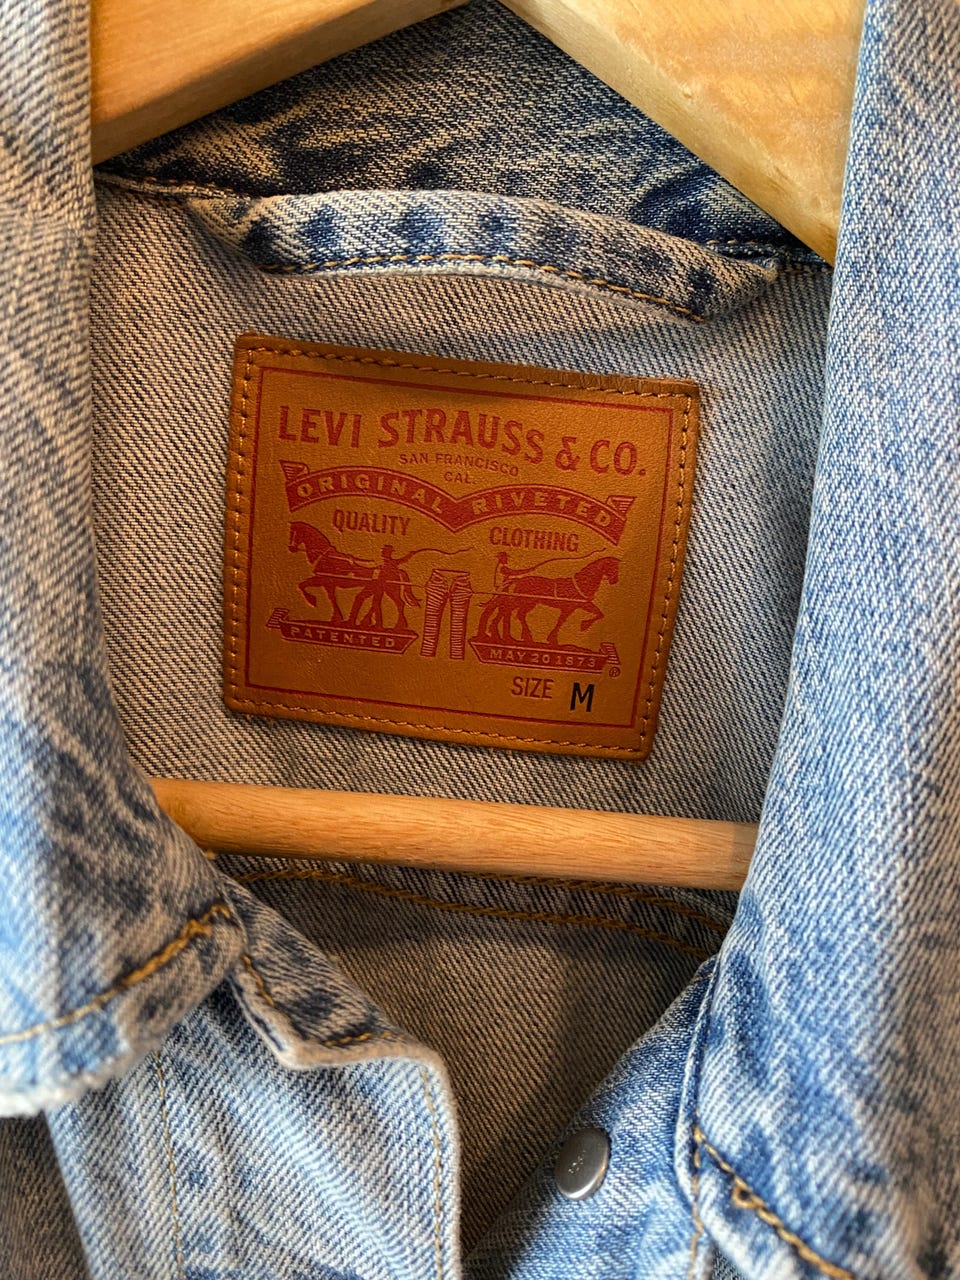 LEVI STRAUSS & CO.
SAN FRANCISCO
CAL.
ORIGINAL RIVETED
QUALITY CLOTHING
PATENTED MAY 20 1873 ®
SIZE M